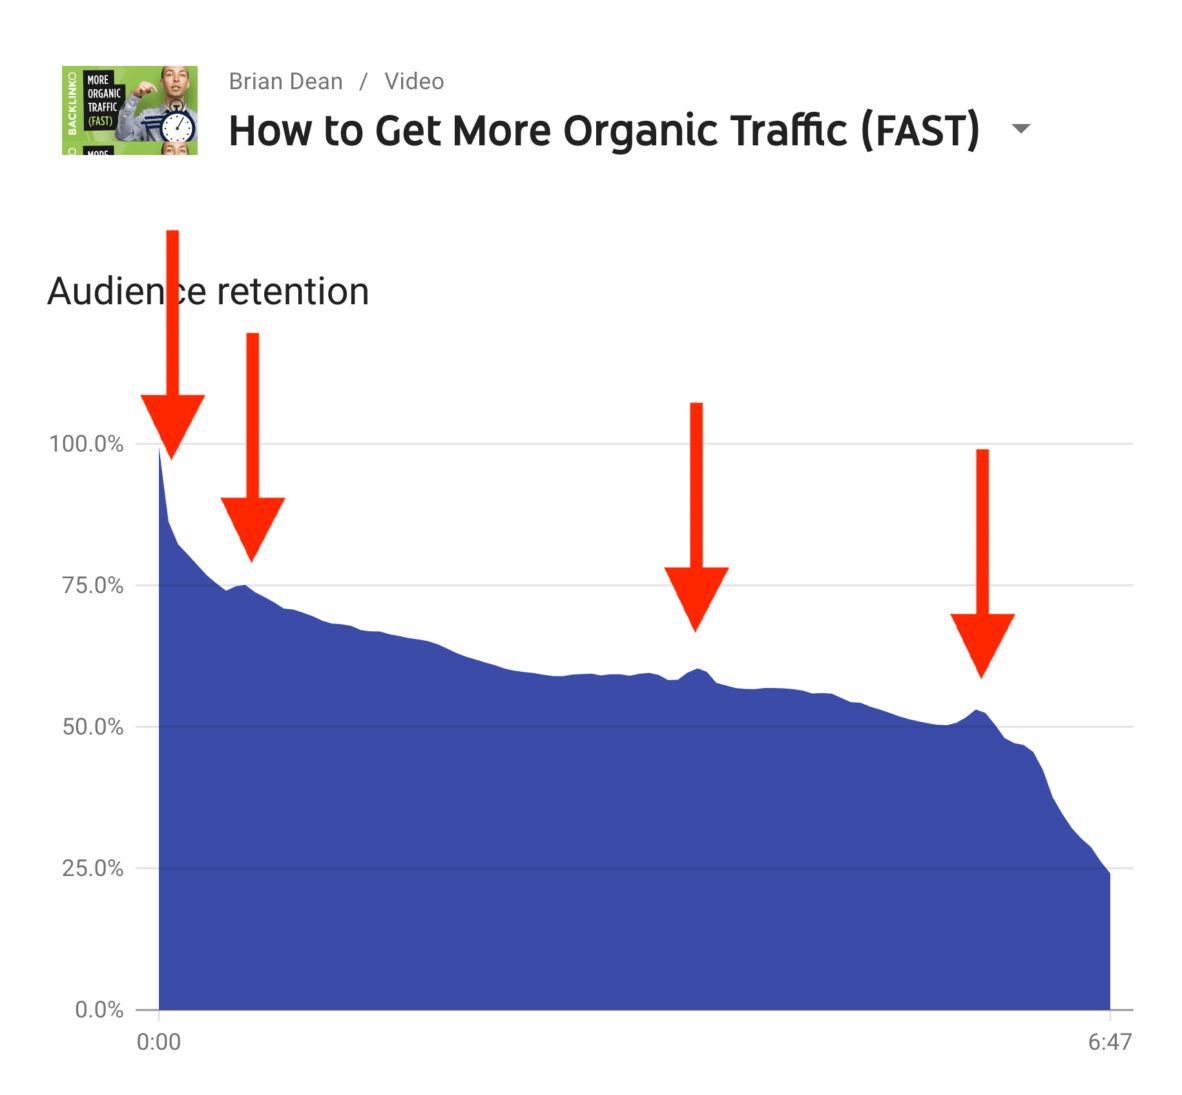 BACKLINKO
MORE
ORGANIC
TRAFFIC
(FAST)
MORE
Brian Dean / Video
How to Get More Organic Traffic (FAST)
Audience retention
100.0%
75.0%
50.0%
25.0%
0.0%
0:00
6:47